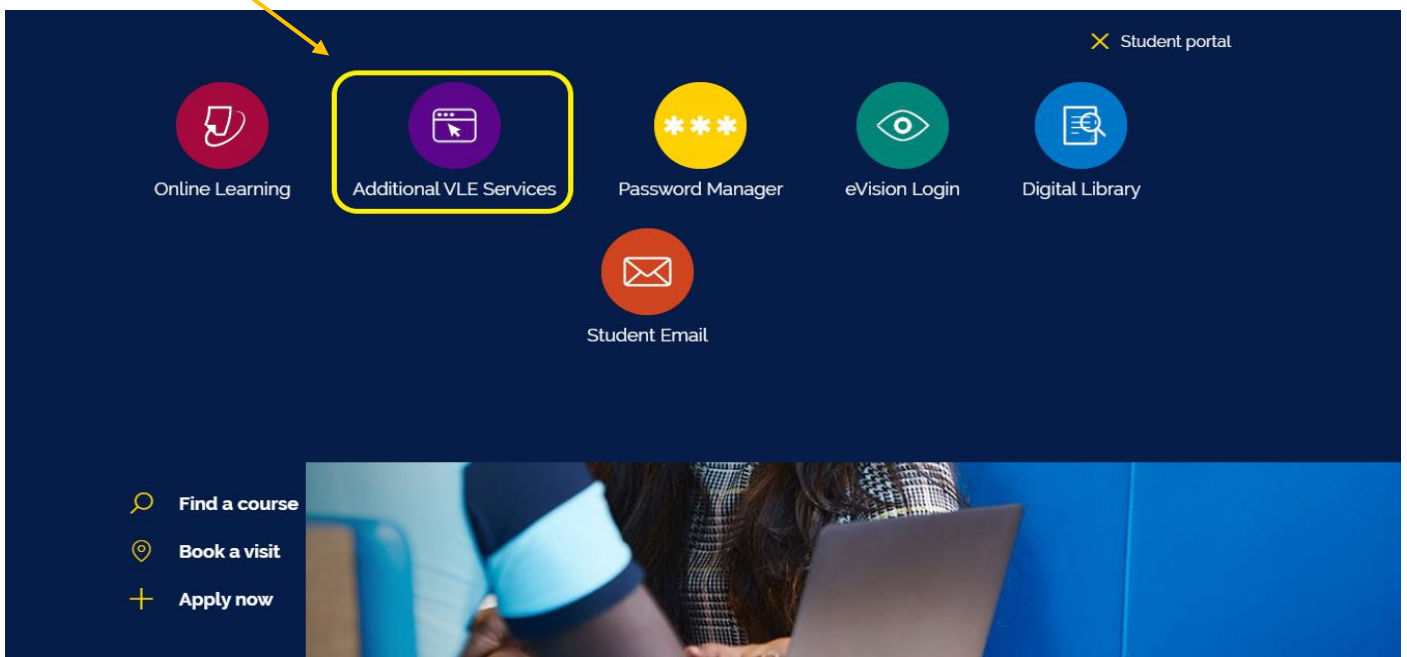 Student portal
Online Learning
Additional VLE Services
Password Manager
eVision Login
Digital Library
Student Email
Find a course
Book a visit
Apply now